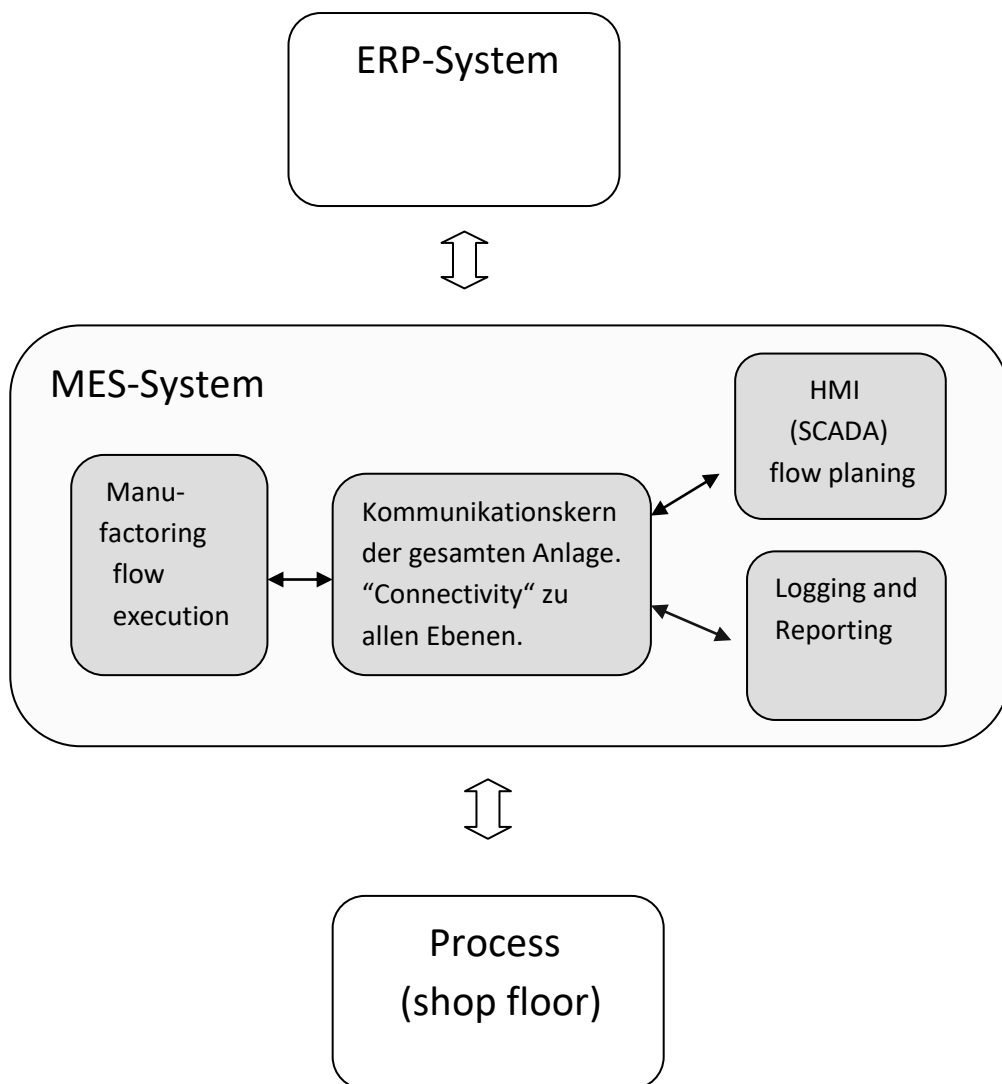 ERP-System
MES-System
HMI
(SCADA)
flow planing
Manu-
factoring
flow
execution
Kommunikationskern
der gesamten Anlage.
“Connectivity“ zu
allen Ebenen.
Logging and
Reporting
Process
(shop floor)